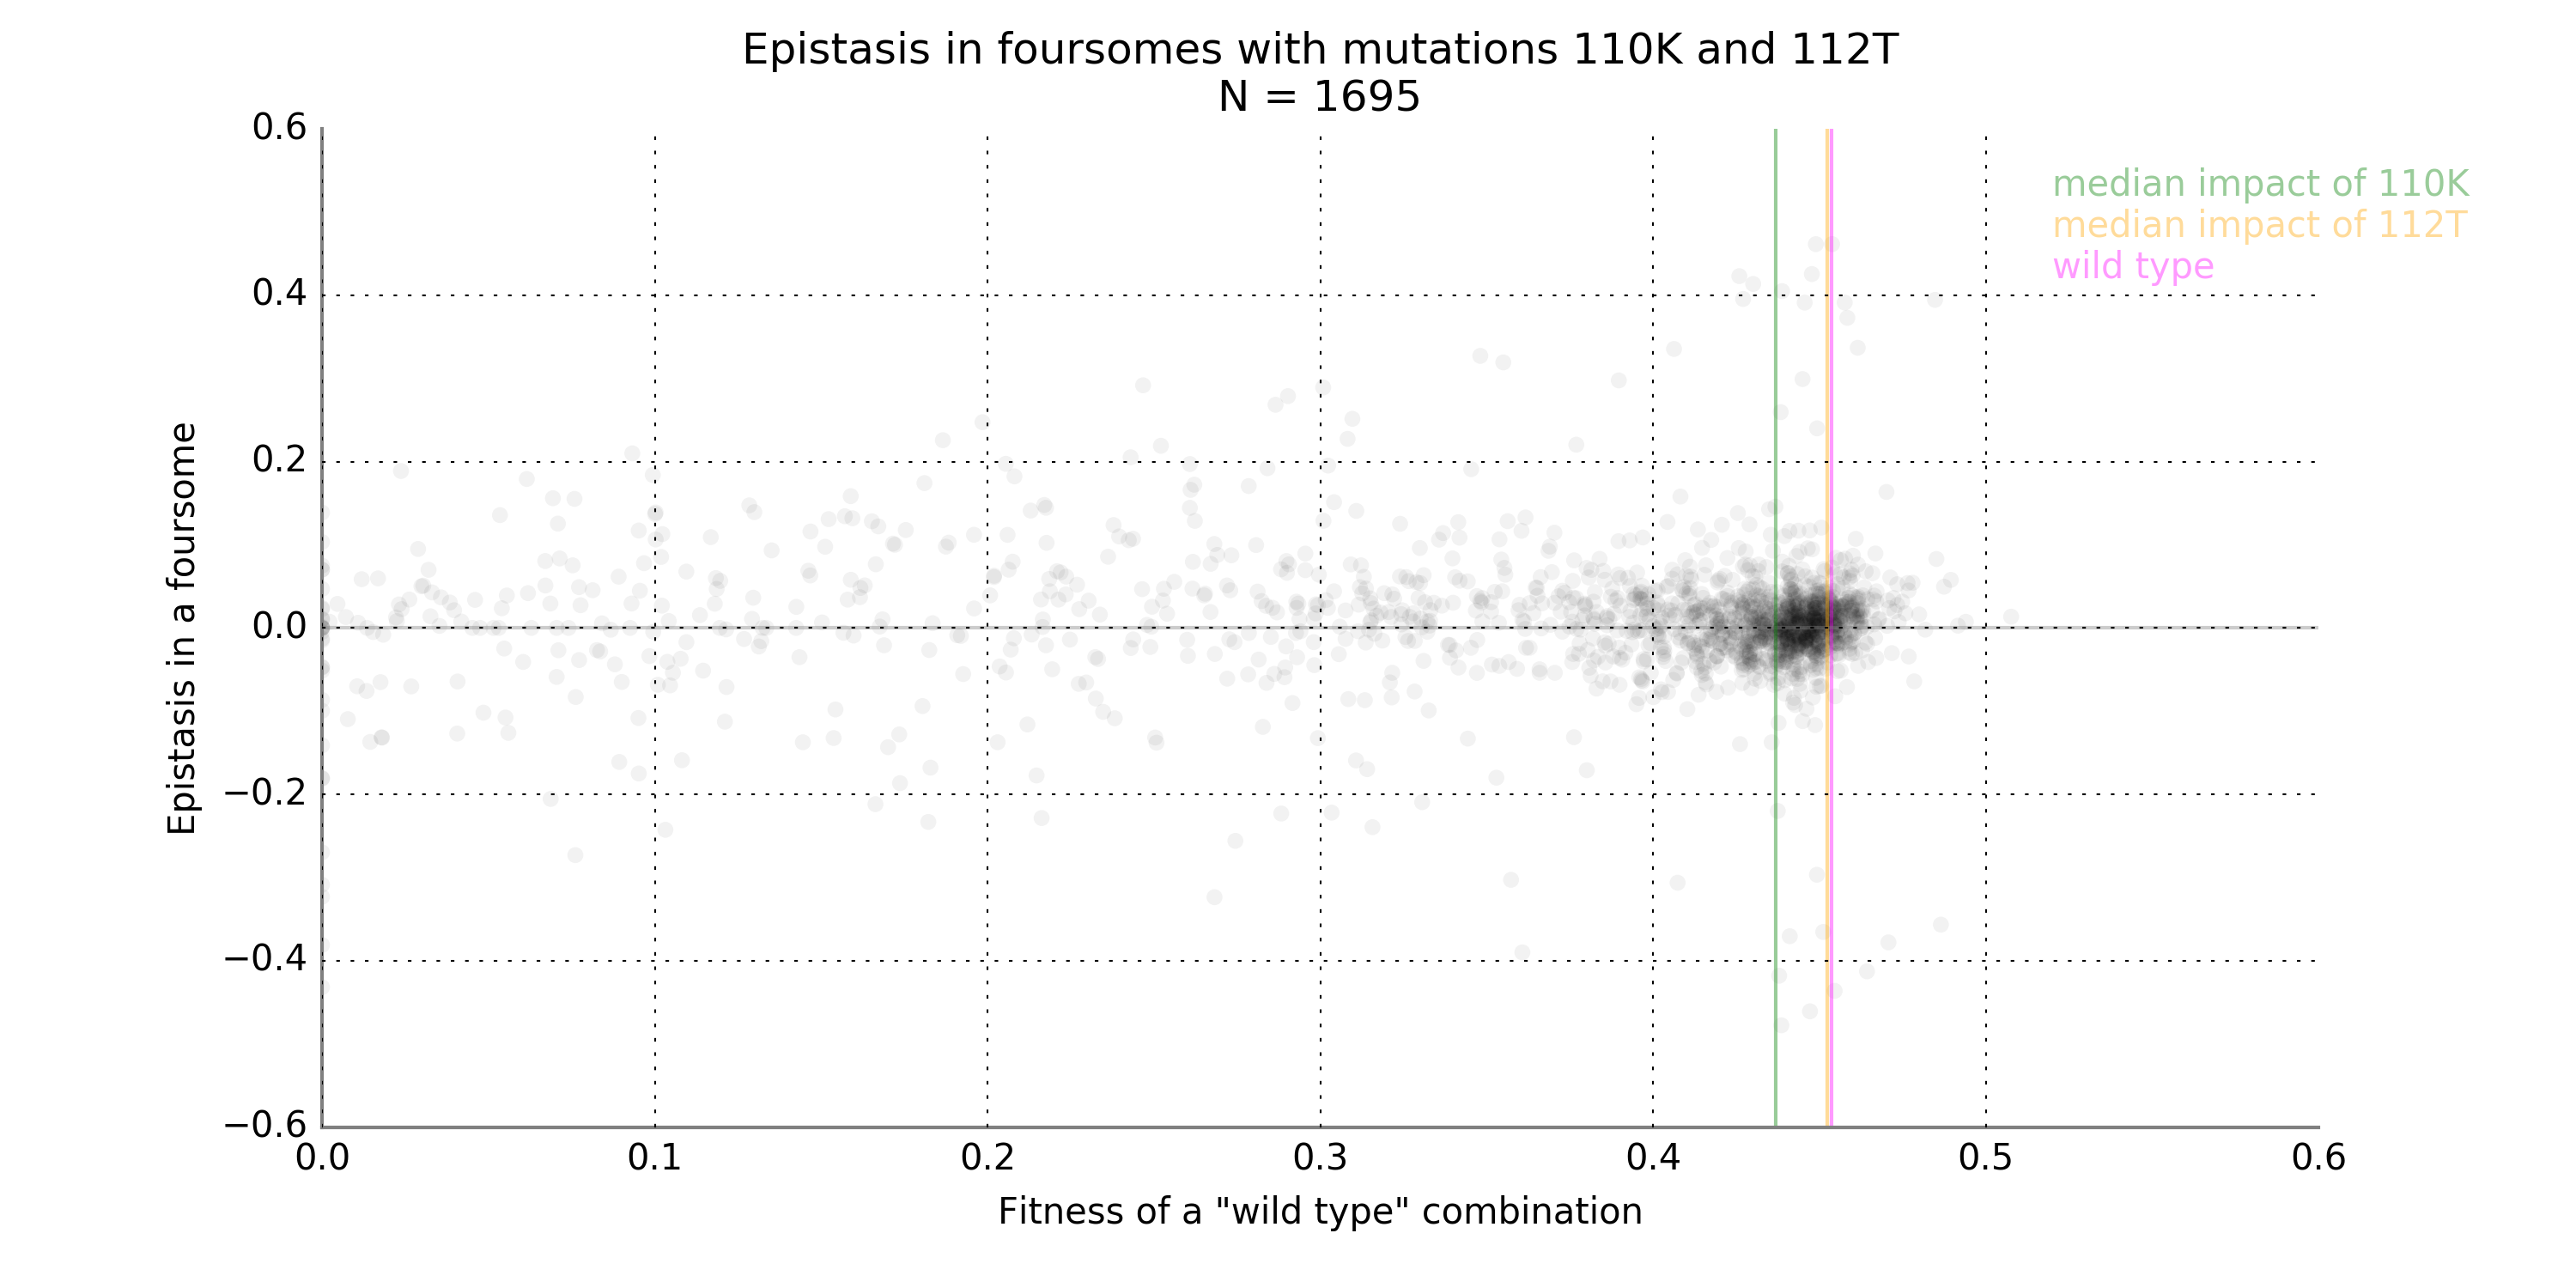 Epistasis in foursomes with mutations 110K and 112T
N = 1695
0.6
0.4
0.2
0.0
−0.2
−0.4
−0.6
Epistasis in a foursome
median impact of 110K
median impact of 112T
wild type
0.0 0.1 0.2 0.3 0.4 0.5 0.6
Fitness of a "wild type" combination